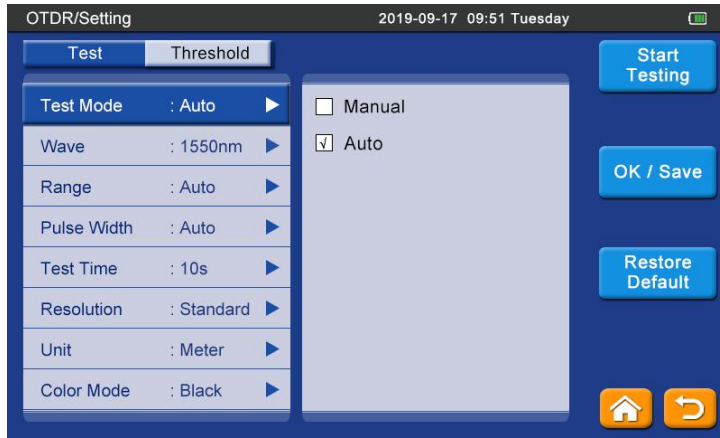 OTDR/Setting 2019-09-17 09:51 Tuesday
Test Threshold
Start
Testing
Test Mode : Auto
Manual
Wave : 1550nm
√ Auto
Range : Auto
OK / Save
Pulse Width : Auto
Test Time : 10s
Restore
Default
Resolution : Standard
Unit : Meter
Color Mode : Black